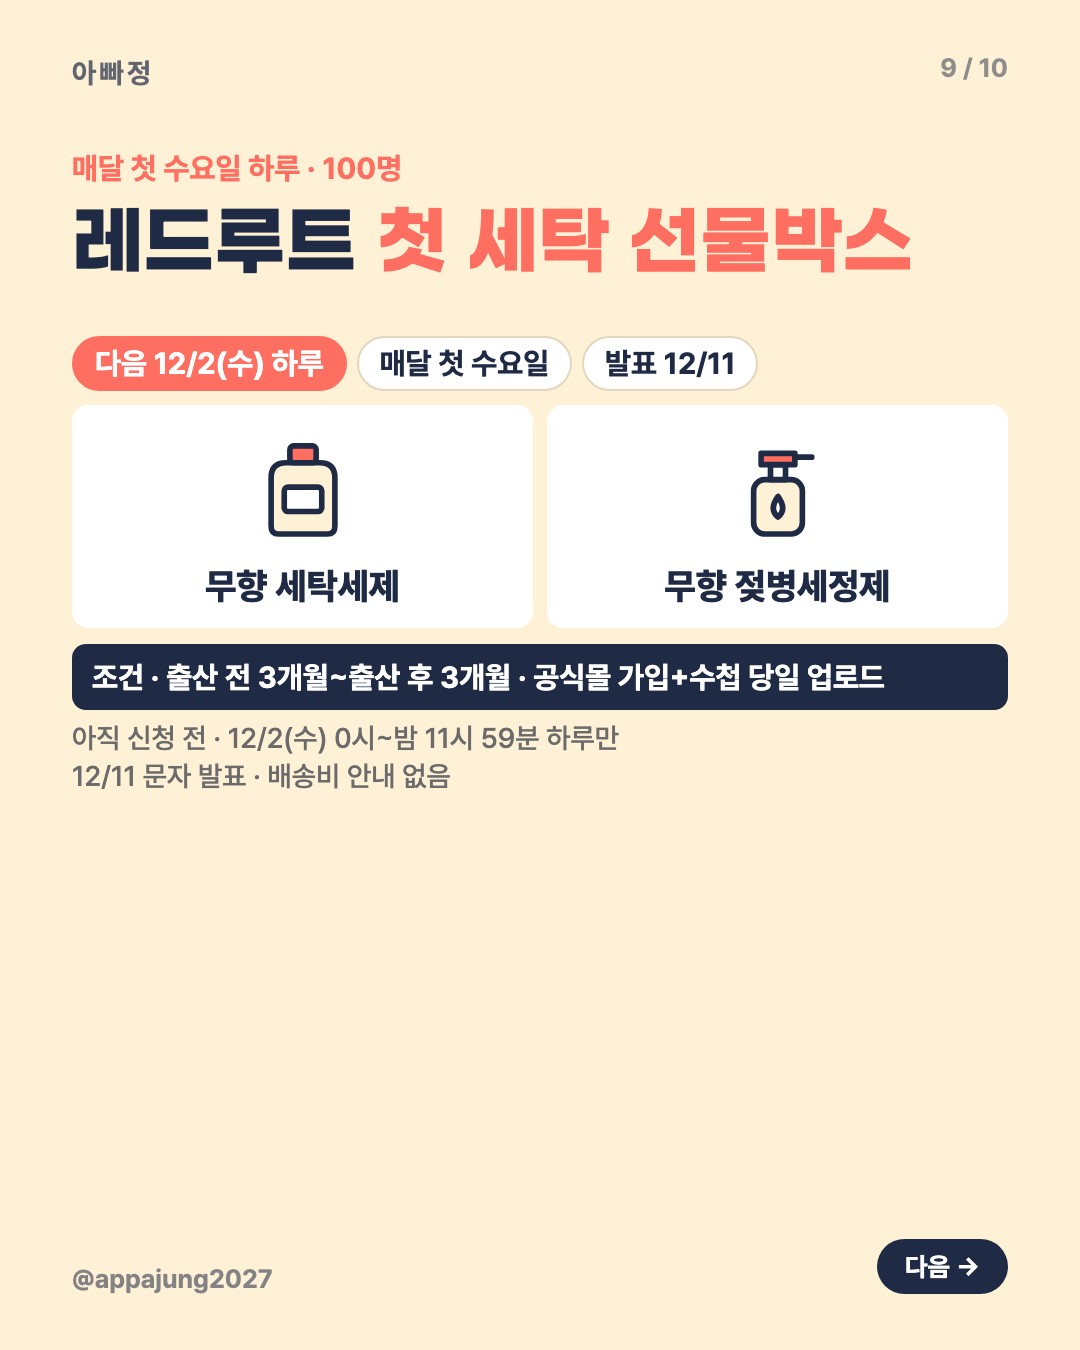 아빠정
9 / 10
매달 첫 수요일 하루 · 100명
레드루트 첫 세탁 선물박스
다음 12/2(수) 하루
매달 첫 수요일
발표 12/11
무향 세탁세제
무향 젖병세정제
조건 · 출산 전 3개월~출산 후 3개월 · 공식몰 가입+수첩 당일 업로드
아직 신청 전 · 12/2(수) 0시~밤 11시 59분 하루만
12/11 문자 발표 · 배송비 안내 없음
@appajung2027
다음 →